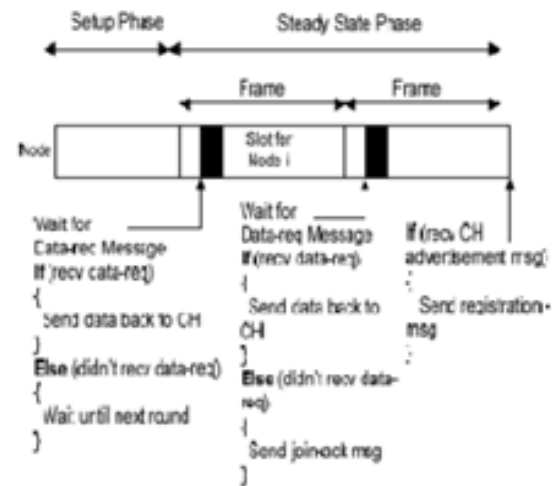 Setup Phase
Steady State Phase
Frame
Frame
Node
Slot for
Node i
Wait for
Data-rec Message
If (recv data-req)
{
Send data back to CH
}
Else (didn't recv data-req)
{
Wait until next round
}
Wait for
Data-req Message
If (recv data-req)
{
Send data back to
CH
}
Else (didn't recv data-
req)
{
Send join-ack msg
}
If (recv CH
advertisement msg)
{
Send registration
msg
}